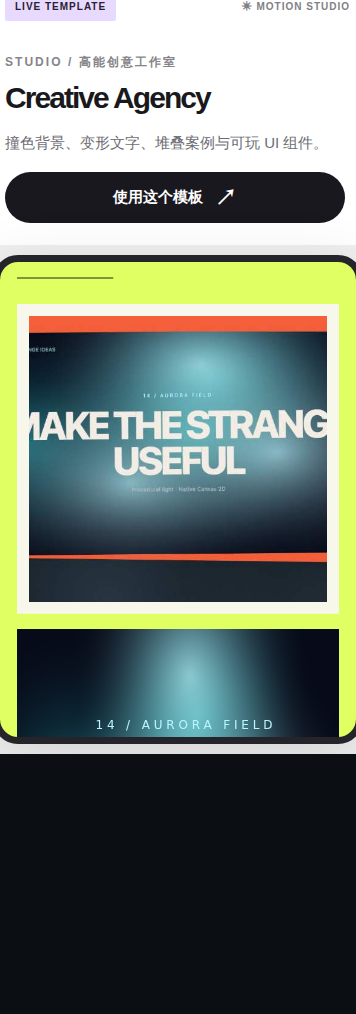 LIVE TEMPLATE
MOTION STUDIO
STUDIO / 高能创意工作室
Creative Agency
撞色背景、变形文字、堆叠案例与可玩 UI 组件。
使用这个模板
14 / AURORA FIELD
MAKE THE STRANG
USEFUL
14 / AURORA FIELD